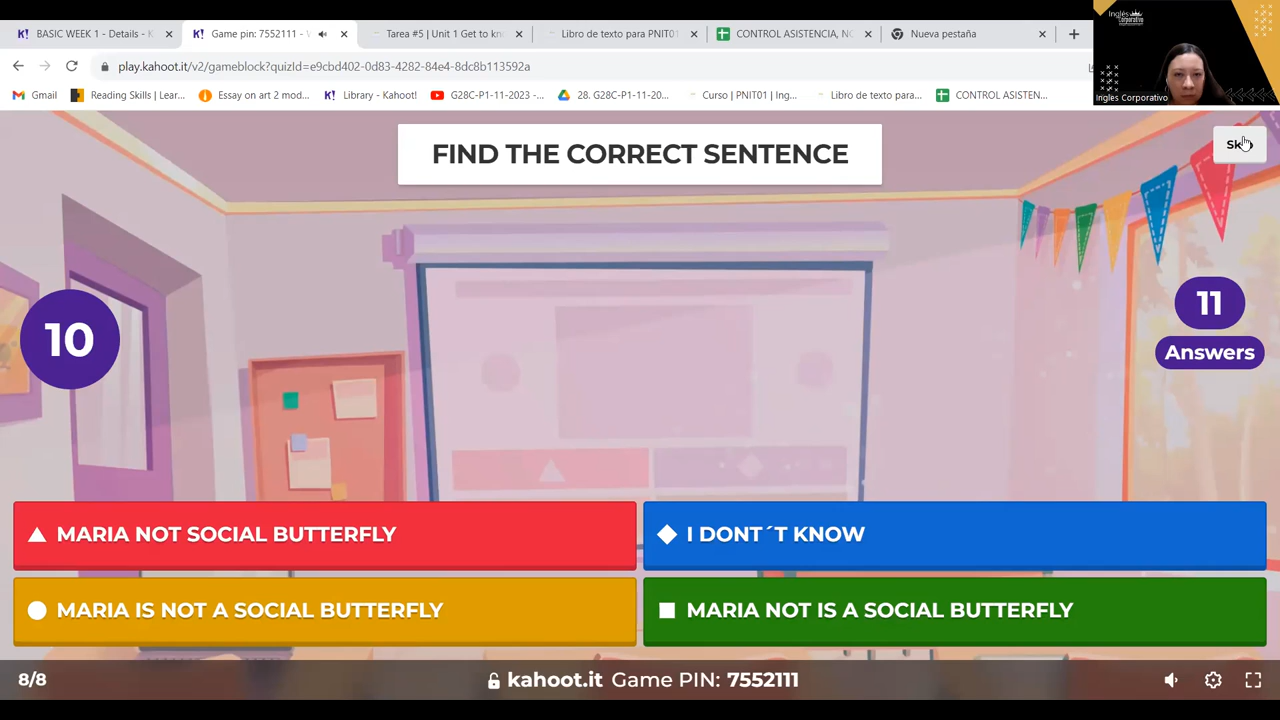 BASIC WEEK 1 - Details - K
Game pin: 7552111 - W
Tarea #5 | Unit 1 Get to kn
Libro de texto para PNIT01
CONTROL ASISTENCIA, NO
Nueva pestaña
Inglés
Corporativo
play.kahoot.it/v2/gameblock?quizId=e9cbd402-0d83-4282-84e4-8dc8b113592a
Gmail
Reading Skills | Lear...
Essay on art 2 mod...
Library - Kahoot
G28C-P1-11-2023 -...
28. G28C-P1-11-20...
Curso | PNIT01 | Ing...
Libro de texto para...
CONTROL ASISTEN...
Ingles Corporativo
FIND THE CORRECT SENTENCE
10
11
Answers
MARIA NOT SOCIAL BUTTERFLY
I DONT´T KNOW
MARIA IS NOT A SOCIAL BUTTERFLY
MARIA NOT IS A SOCIAL BUTTERFLY
8/8
kahoot.it Game PIN: 7552111